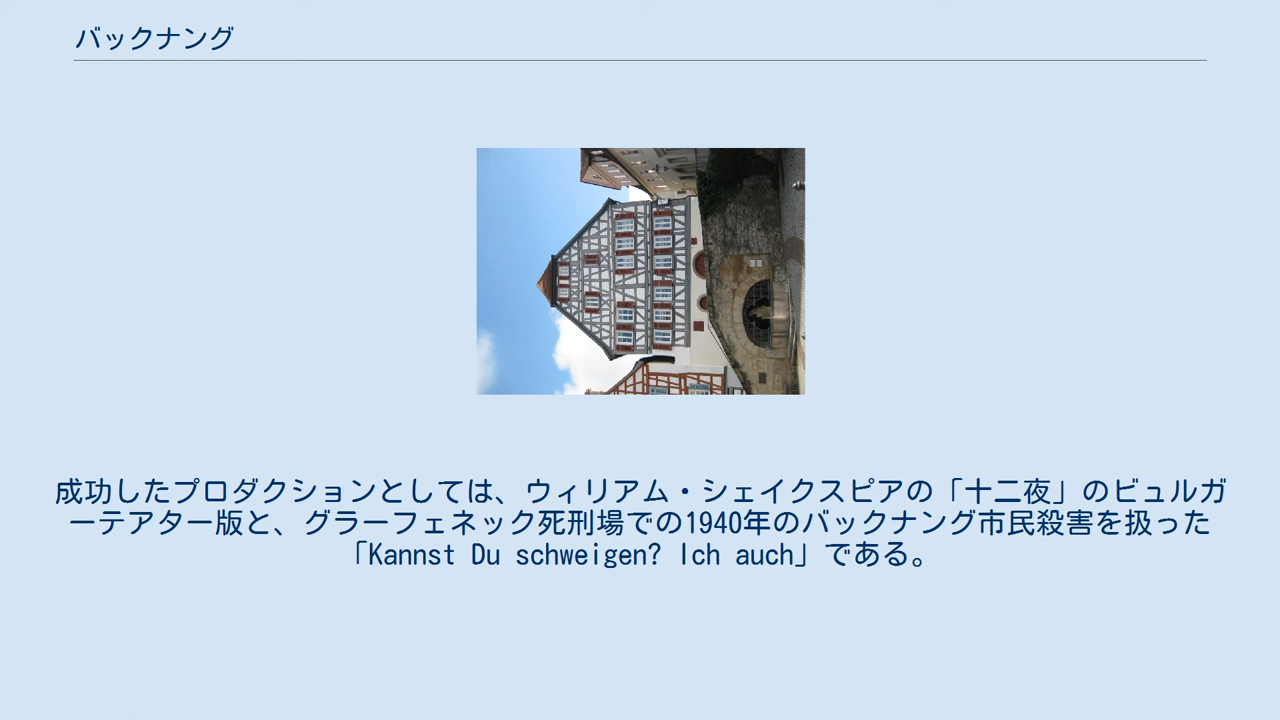 バックナング
成功したプロダクションとしては、ウィリアム・シェイクスピアの「十二夜」のビュルガ
ーテアター版と、グラーフェネック死刑場での1940年のバックナング市民殺害を扱った
「Kannst Du schweigen? Ich auch」である。